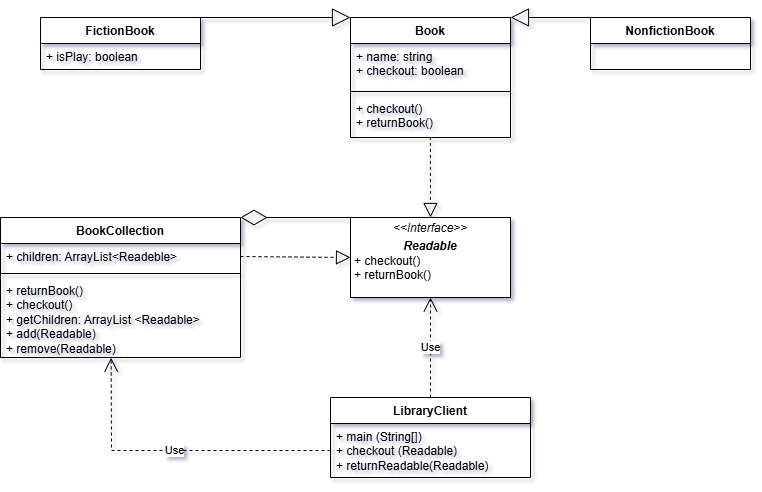 FictionBook
+ isPlay: boolean
Book
+ name: string
+ checkout: boolean
+ checkout()
+ returnBook()
NonfictionBook
BookCollection
+ children: ArrayList<Readeble>
+ returnBook()
+ checkout()
+ getChildren: ArrayList <Readable>
+ add(Readable)
+ remove(Readable)
<<Interface>>
Readable
+ checkout()
+ returnBook()
Use
LibraryClient
+ main (String[])
+ checkout (Readable)
+ returnReadable(Readable)
Use